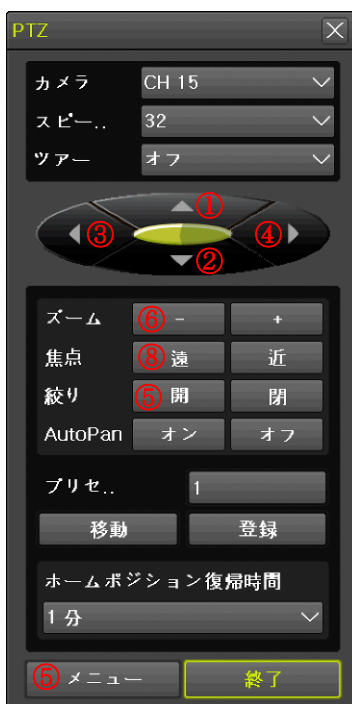 PTZ
カメラ CH 15
スピー.. 32
ツアー オフ
①
③ ④
②
ズーム ⑥ - +
焦点 ⑧ 遠 近
絞り ⑤ 開 閉
AutoPan オン オフ
プリセ.. 1
移動 登録
ホームポジション復帰時間
1 分
⑤ メニュー 終了